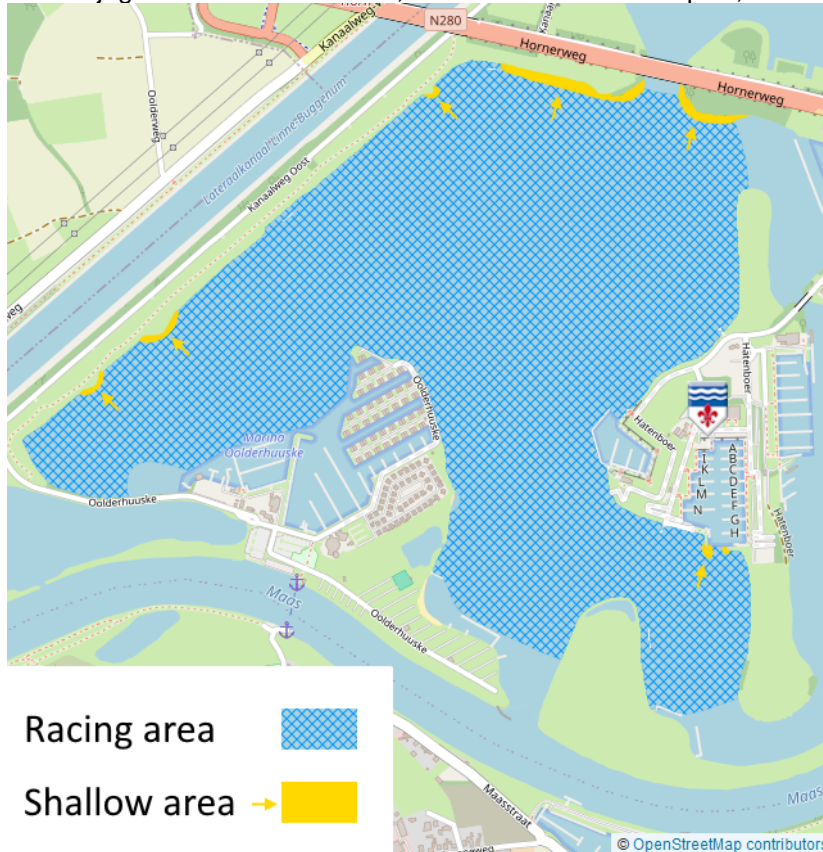 N280
Kanaalweg
Hornerweg
Hornerweg
Oolderweg
Lateraalkanaal Linne-Buggenum
Kanaalweg Oost
Oolderhuuske
Marina
Oolderhuuske
Oolderhuuske
Hatenboer
Hatenboer
I
K
L
M
N
A
B
C
D
E
F
G
H
Hatenboer
Maas
Oolderhuuske
Maas
Maasstraat
Racing area
Shallow area
© OpenStreetMap contributors